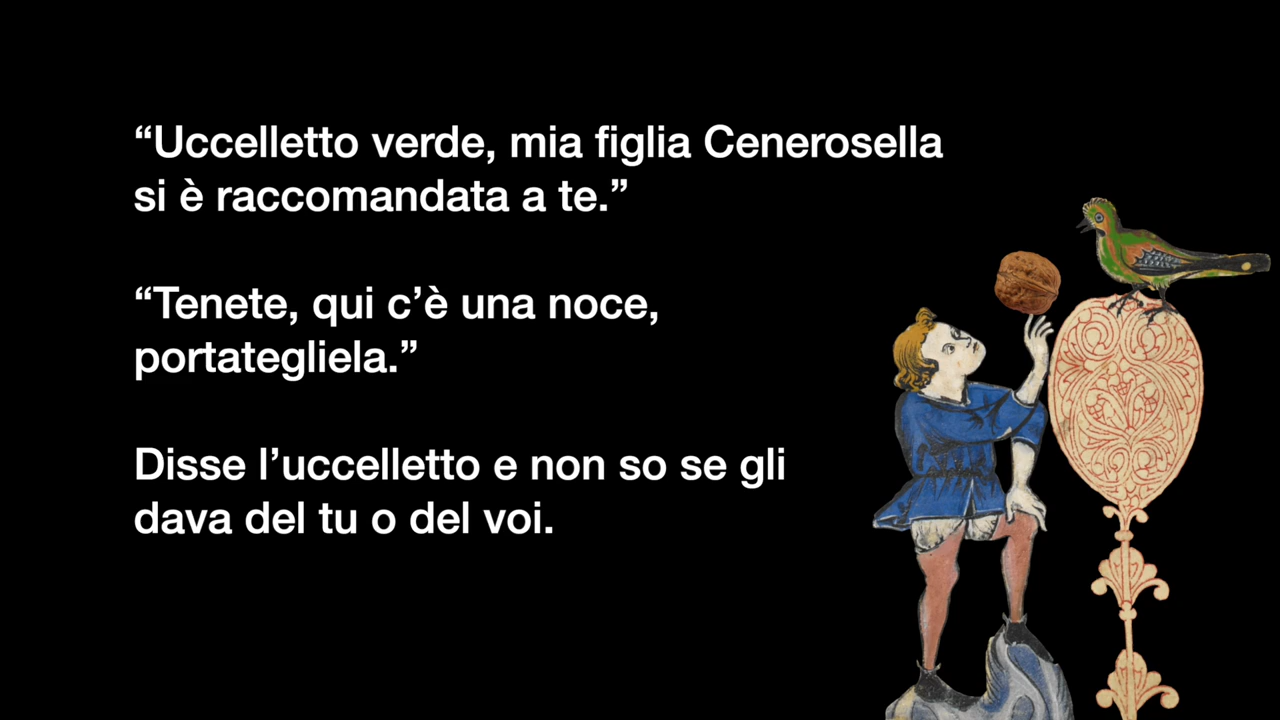 “Uccelletto verde, mia figlia Cenerosella
si è raccomandata a te.”
“Tenete, qui c’è una noce,
portategliela.”
Disse l’uccelletto e non so se gli
dava del tu o del voi.